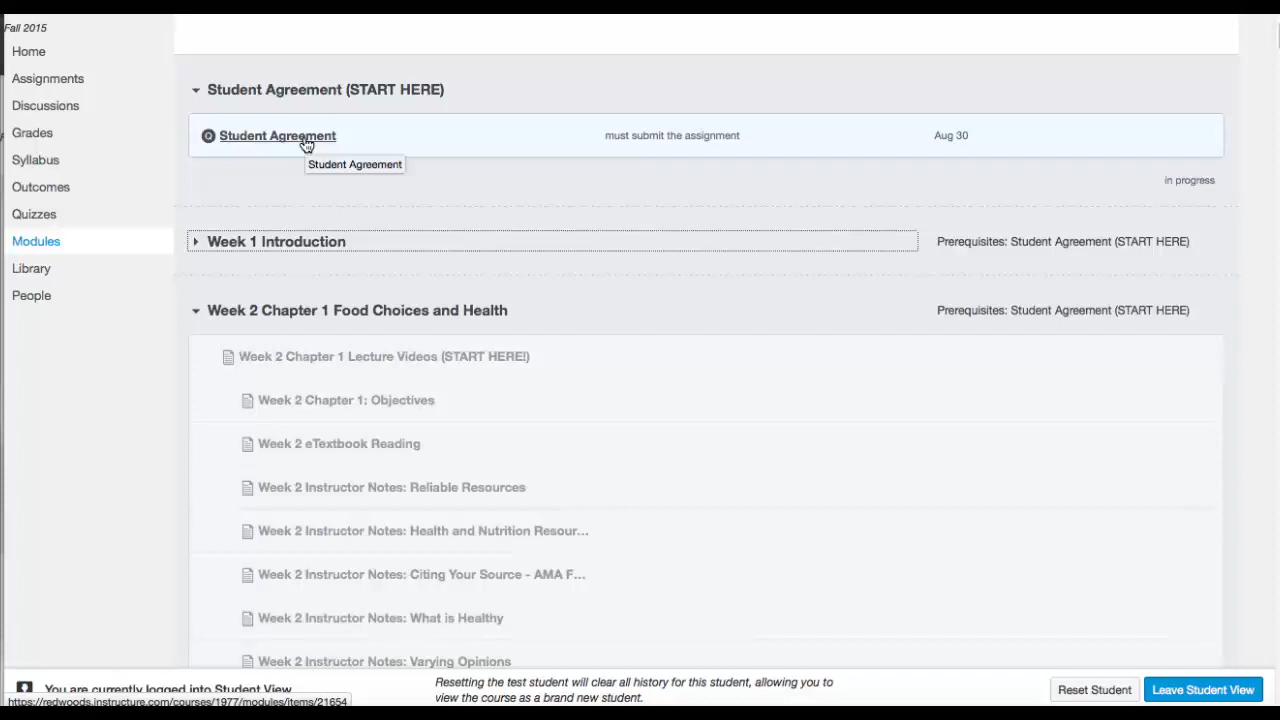 Fall 2015
Home
Assignments
Discussions
Grades
Syllabus
Outcomes
Quizzes
Modules
Library
People
Student Agreement (START HERE)
Student Agreement must submit the assignment Aug 30
Student Agreement
in progress
Week 1 Introduction Prerequisites: Student Agreement (START HERE)
Week 2 Chapter 1 Food Choices and Health Prerequisites: Student Agreement (START HERE)
Week 2 Chapter 1 Lecture Videos (START HERE!)
Week 2 Chapter 1: Objectives
Week 2 eTextbook Reading
Week 2 Instructor Notes: Reliable Resources
Week 2 Instructor Notes: Health and Nutrition Resour...
Week 2 Instructor Notes: Citing Your Source - AMA F...
Week 2 Instructor Notes: What is Healthy
Week 2 Instructor Notes: Varying Opinions
You are currently logged into Student View
https://redwoods.instructure.com/courses/1977/modules/items/21654
Resetting the test student will clear all history for this student, allowing you to
view the course as a brand new student.
Reset Student
Leave Student View